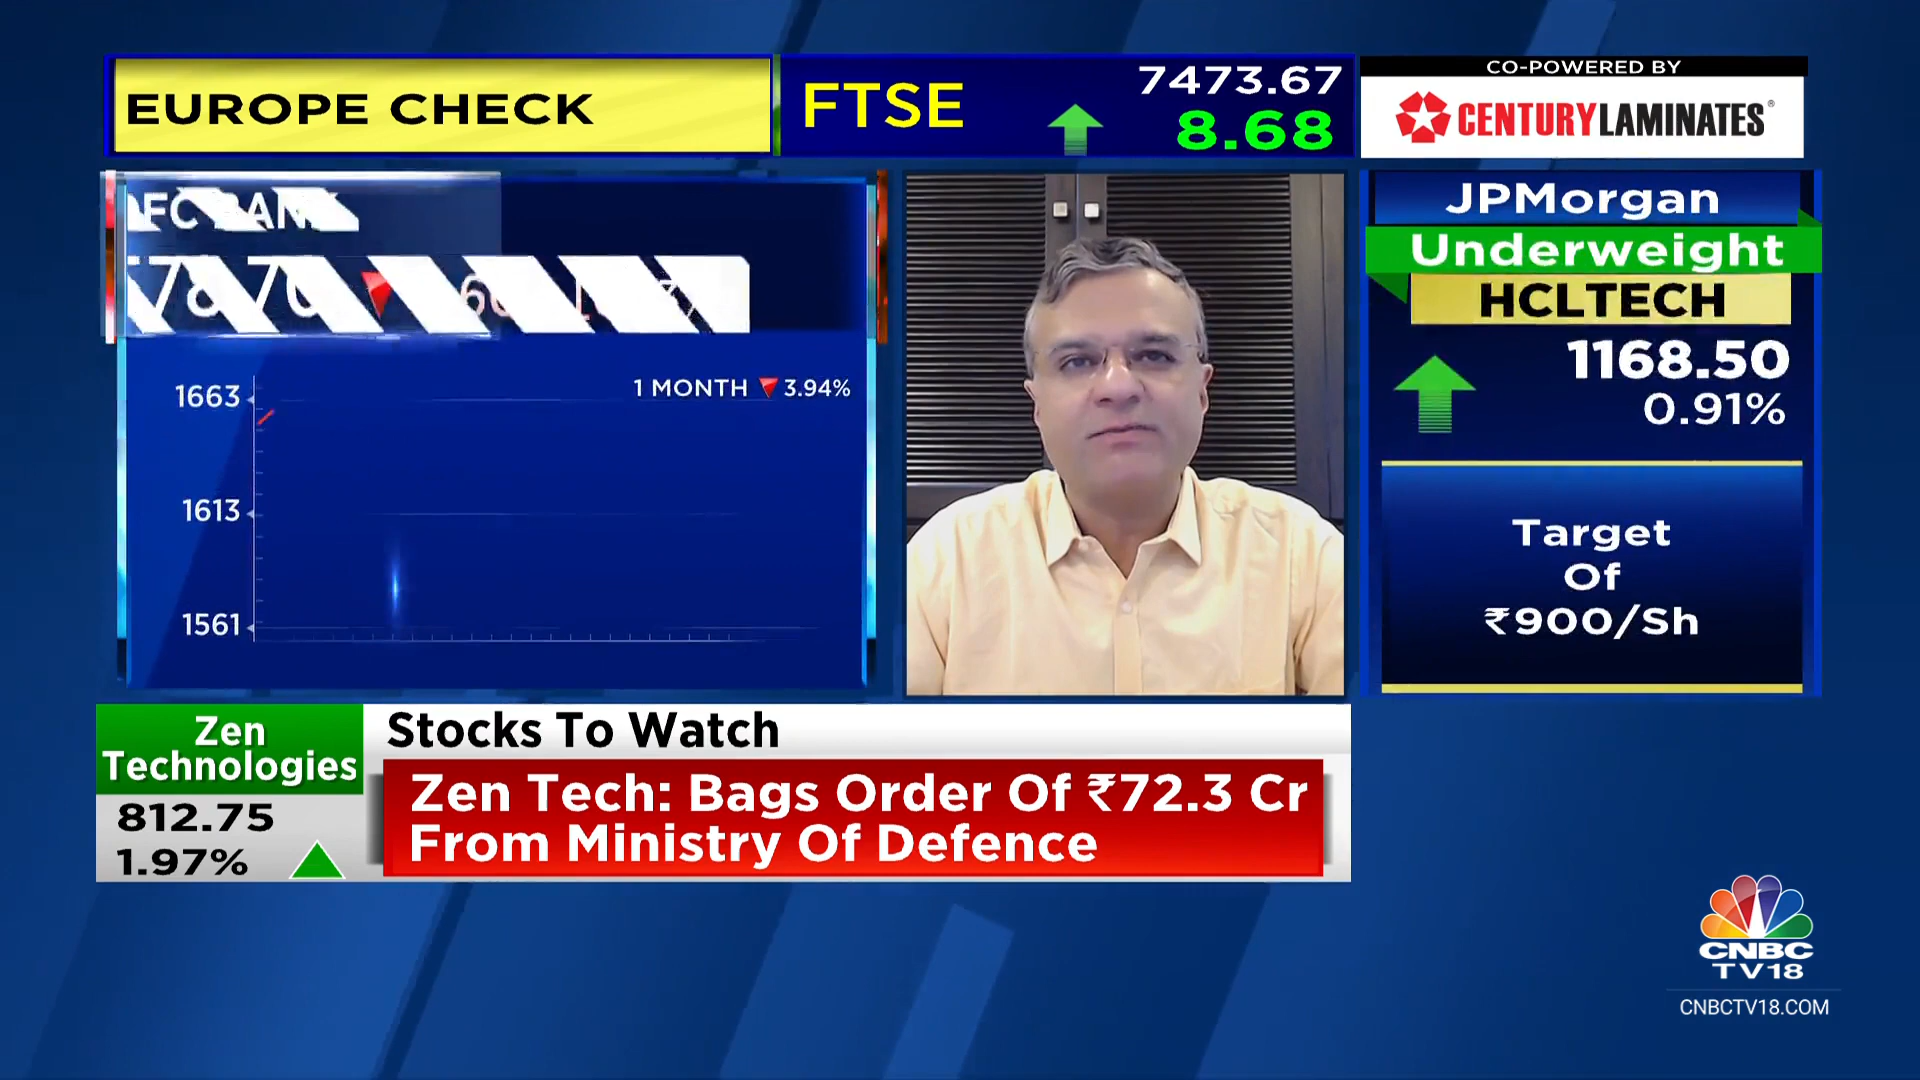 EUROPE CHECK
FTSE
7473.67
8.68
CO-POWERED BY
CENTURYLAMINATES
1 MONTH 3.94%
1663
1613
1561
JPMorgan
Underweight
HCLTECH
1168.50
0.91%
Target
Of
₹900/Sh
Zen
Technologies
812.75
1.97%
Stocks To Watch
Zen Tech: Bags Order Of ₹72.3 Cr
From Ministry Of Defence
CNBC
TV18
CNBCTV18.COM